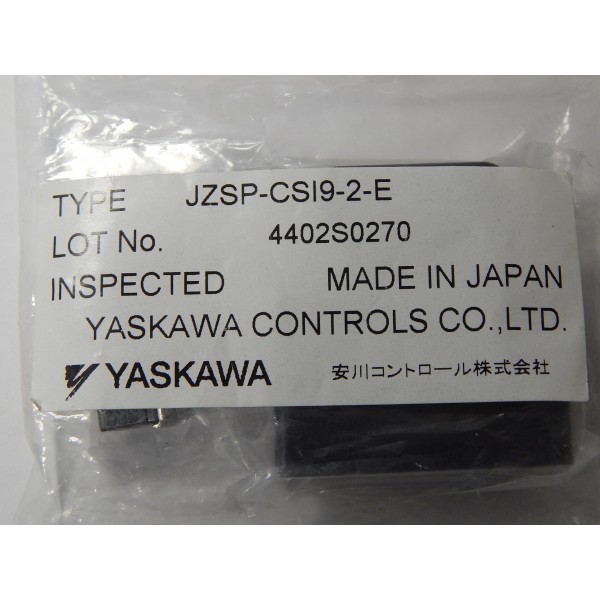 TYPE JZSP-CSI9-2-E
LOT No. 4402S0270
INSPECTED MADE IN JAPAN
YASKAWA CONTROLS CO.,LTD.
YASKAWA 安川コントロール株式会社